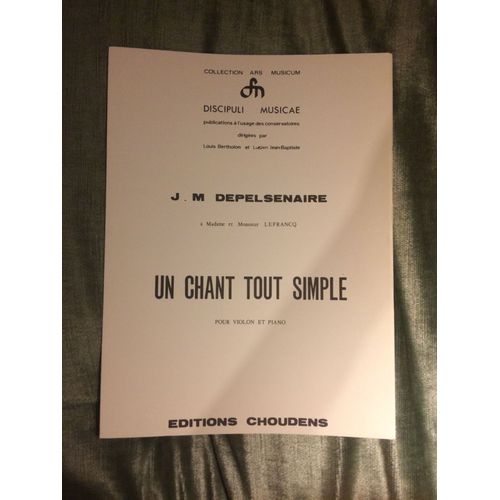 COLLECTION ARS MUSICUM
DISCIPULI MUSICAE
publications à l'usage des conservatoires
dirigées par
Louis Bertholon et Lucien Jean-Baptiste
J. M DEPELSENAIRE
à Madame et Monsieur LEFRANCQ
UN CHANT TOUT SIMPLE
POUR VIOLON ET PIANO
EDITIONS CHOUDENS